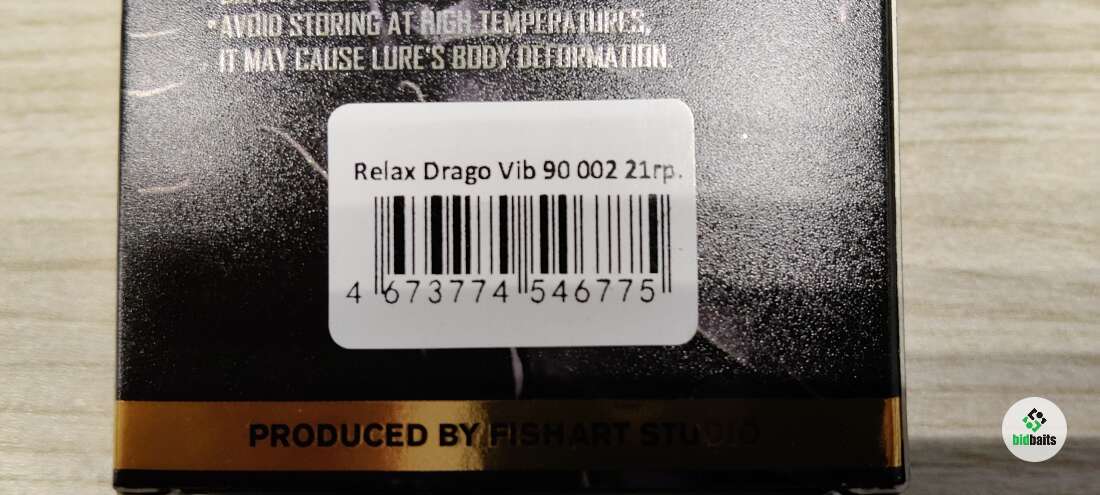 • AVOID STORING AT HIGH TEMPERATURES,
IT MAY CAUSE LURE'S BODY DEFORMATION.
Relax Drago Vib 90 002 21гр.
4 673774 546775
PRODUCED BY FISHART STUDIO
bidbaits